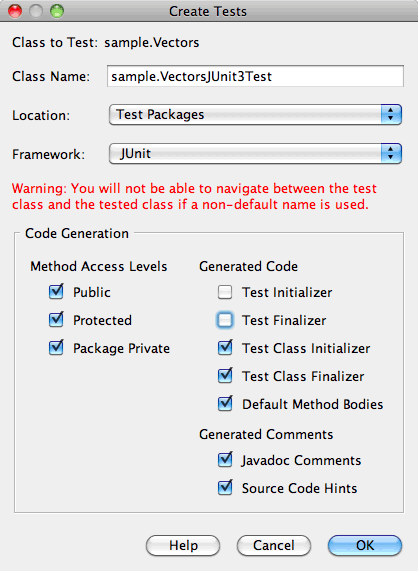 Create Tests
Class to Test: sample.Vectors
Class Name: sample.VectorsJUnit3Test
Location: Test Packages
Framework: JUnit
Warning: You will not be able to navigate between the test
class and the tested class if a non-default name is used.
Code Generation
Method Access Levels
Public
Protected
Package Private
Generated Code
Test Initializer
Test Finalizer
Test Class Initializer
Test Class Finalizer
Default Method Bodies
Generated Comments
Javadoc Comments
Source Code Hints
Help
Cancel
OK